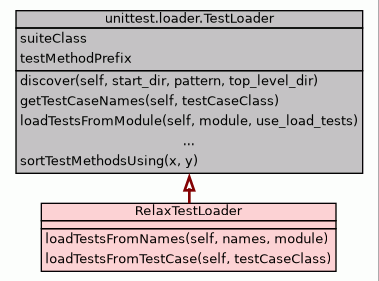 unittest.loader.TestLoader
suiteClass
testMethodPrefix
discover(self, start_dir, pattern, top_level_dir)
getTestCaseNames(self, testCaseClass)
loadTestsFromModule(self, module, use_load_tests)
...
sortTestMethodsUsing(x, y)
RelaxTestLoader
loadTestsFromNames(self, names, module)
loadTestsFromTestCase(self, testCaseClass)